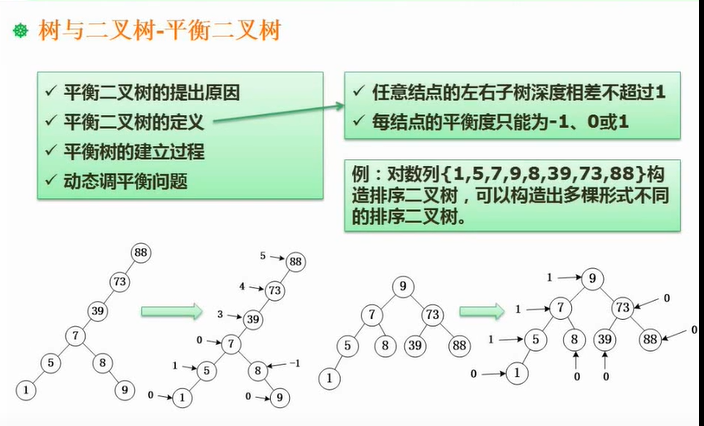 树与二叉树-平衡二叉树
✓ 平衡二叉树的提出原因
✓ 平衡二叉树的定义
✓ 平衡树的建立过程
✓ 动态调平衡问题
✓ 任意结点的左右子树深度相差不超过1
✓ 每结点的平衡度只能为-1、0或1
例：对数列{1,5,7,9,8,39,73,88}构
造排序二叉树，可以构造出多棵形式不同
的排序二叉树。
88
73
39
7
5 8
1 9
5 88
4 73
3 39
0 7
1 5 8 -1
0 1 0 9
9
7 73
5 8 39 88
1
1 9
1 7 73 0
1 5 8 39 88 0
0 1 0 0